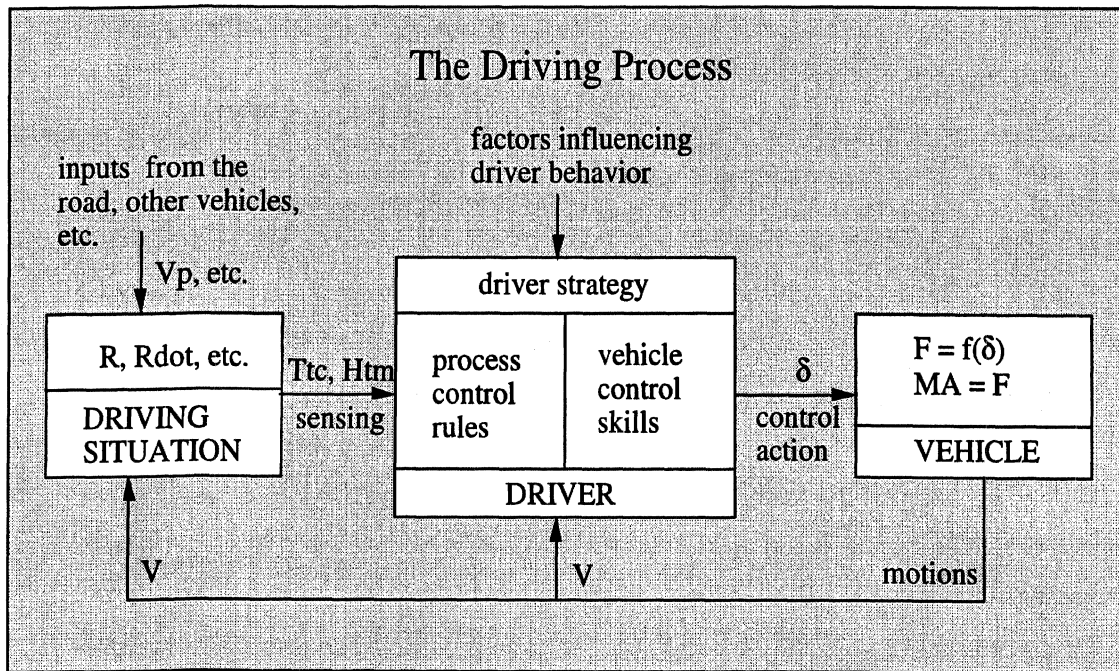 The Driving Process
inputs from the
road, other vehicles,
etc.
Vp, etc.
factors influencing
driver behavior
R, Rdot, etc.
DRIVING
SITUATION
Ttc, Htm
sensing
driver strategy
process
control
rules
vehicle
control
skills
DRIVER
δ
control
action
F = f(δ)
MA = F
VEHICLE
V
V
motions